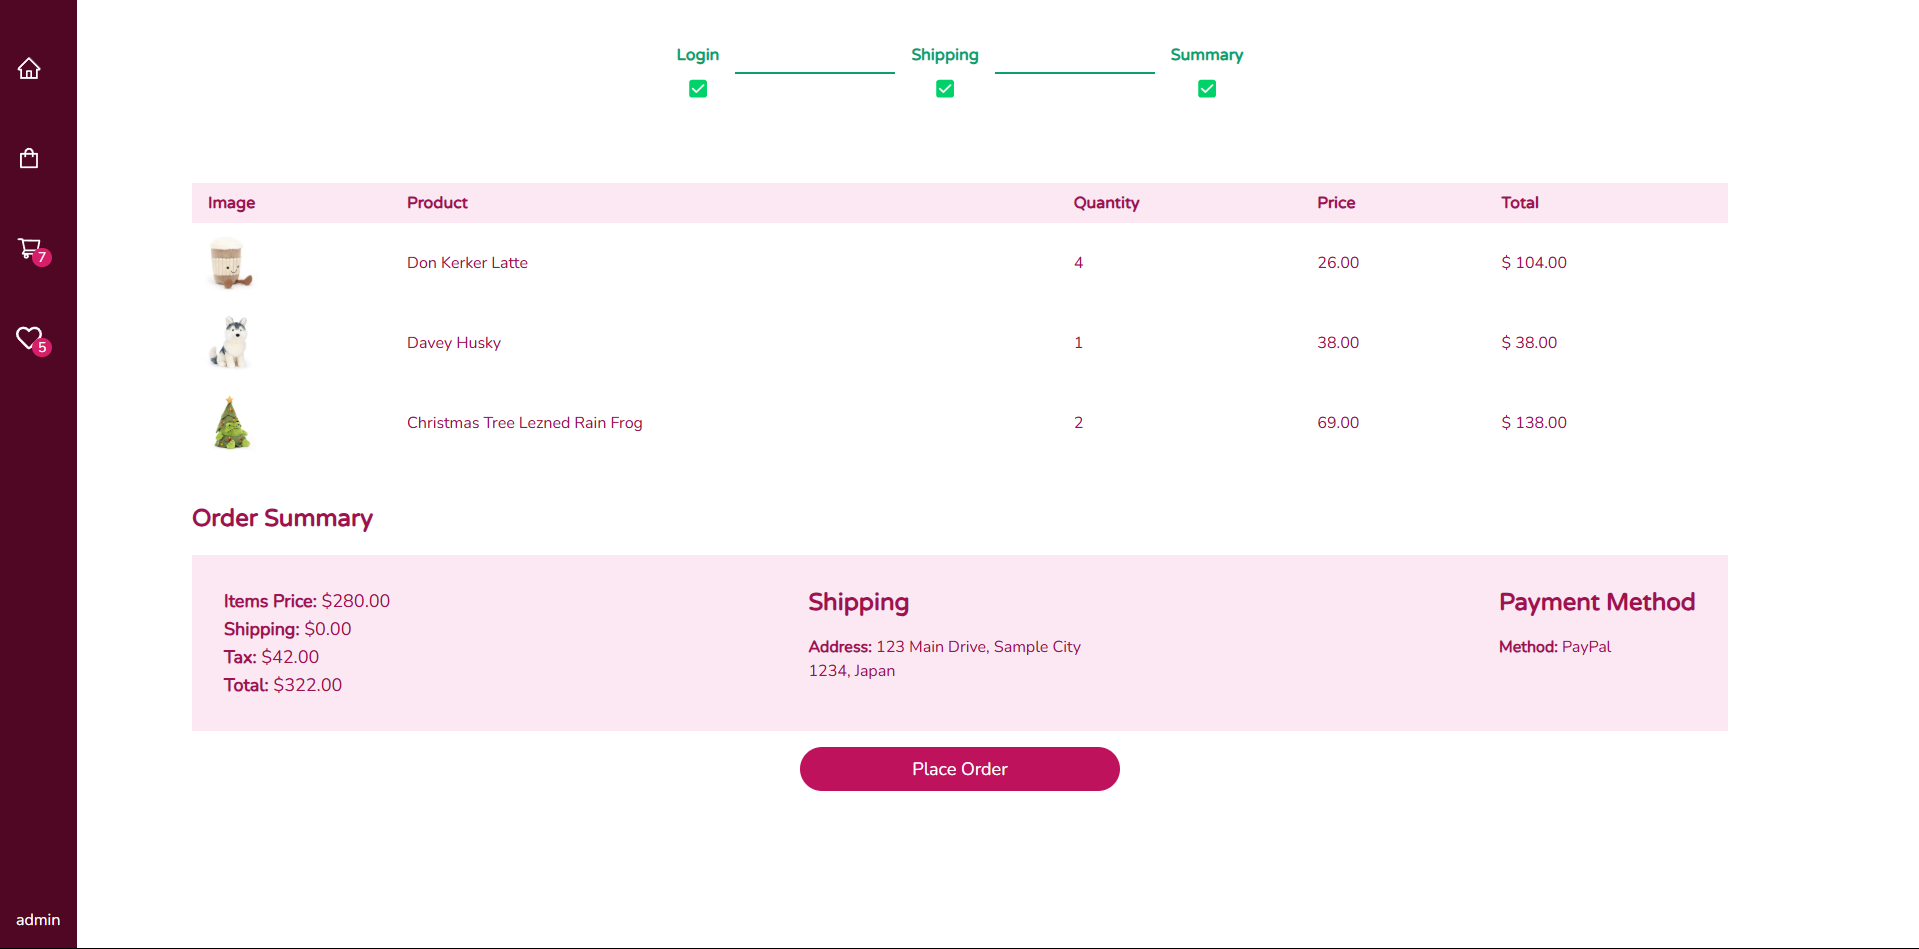 Login Shipping Summary
Image Product Quantity Price Total
Don Kerker Latte 4 26.00 $ 104.00
Davey Husky 1 38.00 $ 38.00
Christmas Tree Lezned Rain Frog 2 69.00 $ 138.00
Order Summary
Items Price: $280.00
Shipping: $0.00
Tax: $42.00
Total: $322.00
Shipping
Address: 123 Main Drive, Sample City
1234, Japan
Payment Method
Method: PayPal
Place Order
7
5
admin